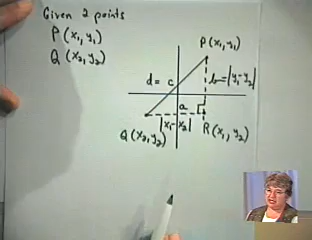 Given 2 points
P(x₁, y₁)
Q(x₂, y₂)
P(x₁, y₁)
d = c
b = |y₁ - y₂|
a
|x₁ - x₂|
Q(x₂, y₂)
R(x₁, y₂)